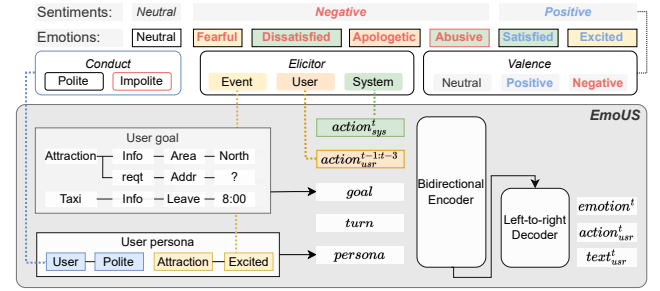 Sentiments: Neutral Negative Positive
Emotions: Neutral Fearful Dissatisfied Apologetic Abusive Satisfied Excited
Conduct
Polite Impolite
Elicitor
Event User System
Valence
Neutral Positive Negative
EmoUS
User goal
Attraction Info Area North
reqt Addr ?
Taxi Info Leave 8:00
User persona
User Polite Attraction Excited
action^t_sys
action^{t-1:t-3}_usr
goal
turn
persona
Bidirectional
Encoder
Left-to-right
Decoder
emotion^t
action^t_usr
text^t_usr